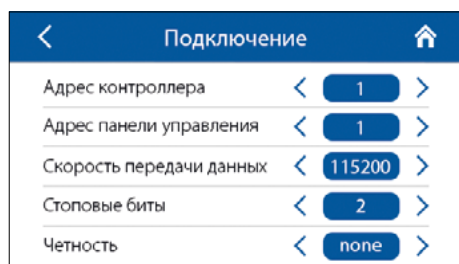 Подключение
Адрес контроллера 1
Адрес панели управления 1
Скорость передачи данных 115200
Стоповые биты 2
Четность none